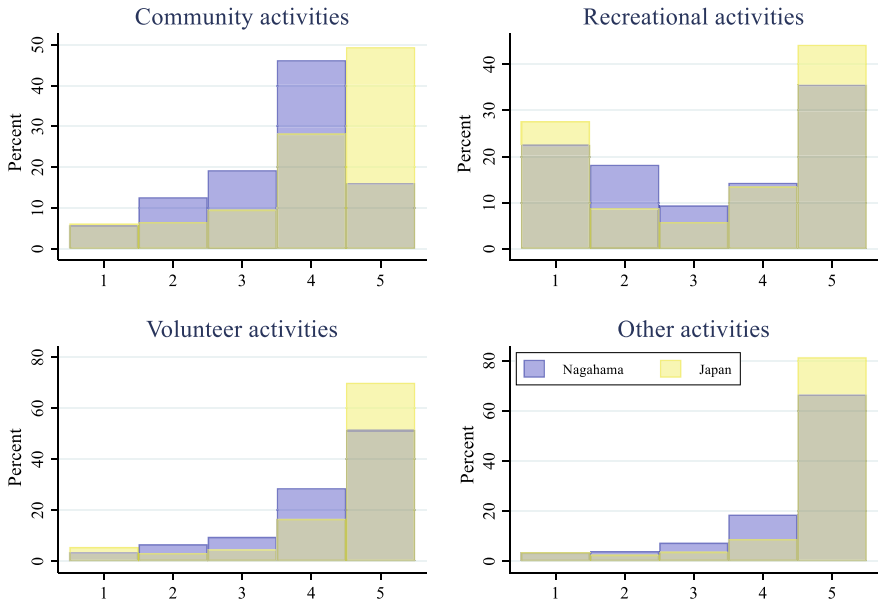 Community activities
Percent
50
40
30
20
10
0
1 2 3 4 5
Recreational activities
Percent
40
30
20
10
0
1 2 3 4 5
Volunteer activities
Percent
80
60
40
20
0
1 2 3 4 5
Other activities
Nagahama Japan
Percent
80
60
40
20
0
1 2 3 4 5